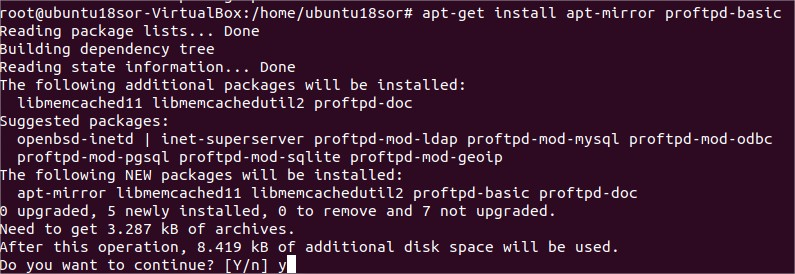 root@ubuntu18sor-VirtualBox:/home/ubuntu18sor# apt-get install apt-mirror proftpd-basic
Reading package lists... Done
Building dependency tree
Reading state information... Done
The following additional packages will be installed:
  libmemcached11 libmemcachedutil2 proftpd-doc
Suggested packages:
  openbsd-inetd | inet-superserver proftpd-mod-ldap proftpd-mod-mysql proftpd-mod-odbc
  proftpd-mod-pgsql proftpd-mod-sqlite proftpd-mod-geoip
The following NEW packages will be installed:
  apt-mirror libmemcached11 libmemcachedutil2 proftpd-basic proftpd-doc
0 upgraded, 5 newly installed, 0 to remove and 7 not upgraded.
Need to get 3.287 kB of archives.
After this operation, 8.419 kB of additional disk space will be used.
Do you want to continue? [Y/n] y